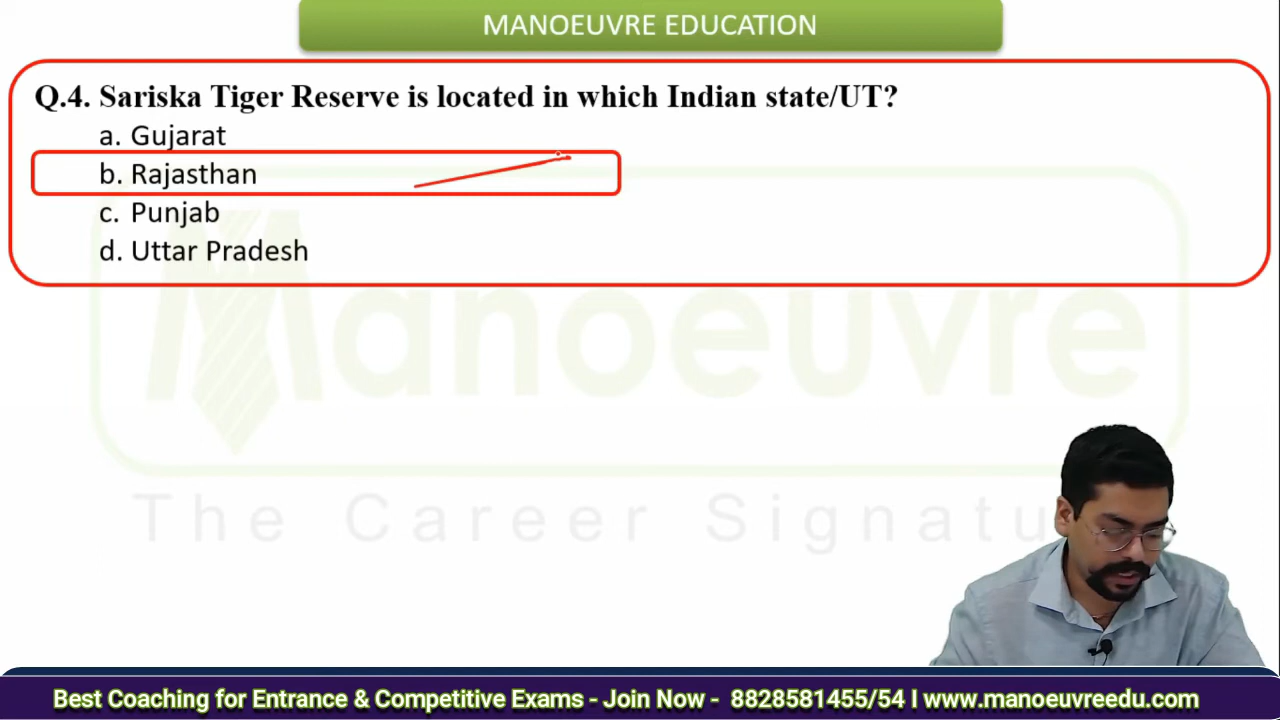 MANOEUVRE EDUCATION
Q.4. Sariska Tiger Reserve is located in which Indian state/UT?
a. Gujarat
b. Rajasthan
c. Punjab
d. Uttar Pradesh
Manoeuvre
The Career Signatu
Best Coaching for Entrance & Competitive Exams - Join Now - 8828581455/54 I www.manoeuvreedu.com